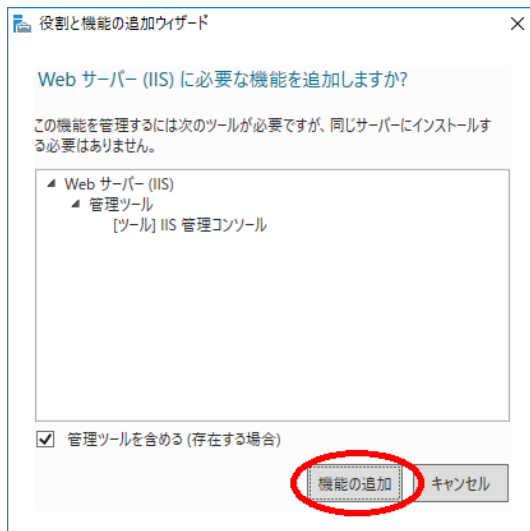 役割と機能の追加ウィザード
Web サーバー (IIS) に必要な機能を追加しますか?
この機能を管理するには次のツールが必要ですが、同じサーバーにインストールす
る必要はありません。
Web サーバー (IIS)
管理ツール
[ツール] IIS 管理コンソール
管理ツールを含める (存在する場合)
機能の追加
キャンセル